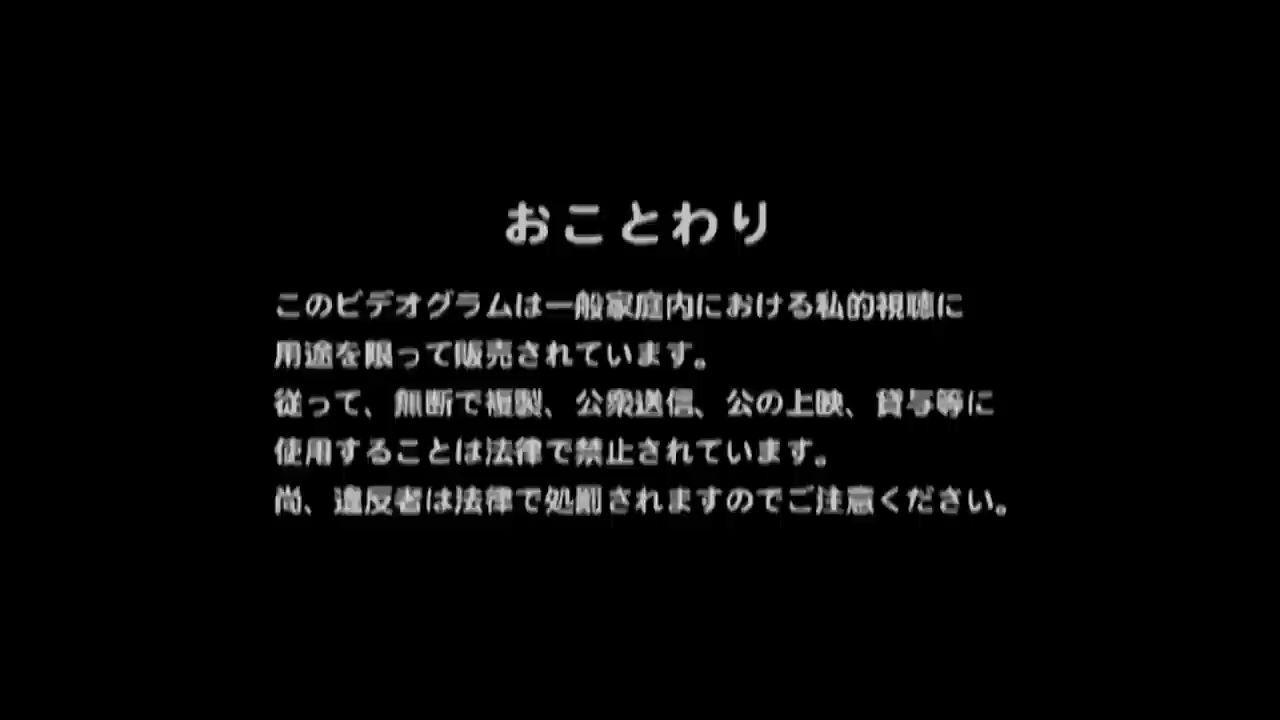 おことわり
このビデオグラムは一般家庭内における私的視聴に
用途を限って販売されています。
従って、無断で複製、公衆送信、公の上映、貸与等に
使用することは法律で禁止されています。
尚、違反者は法律で処罰されますのでご注意ください。